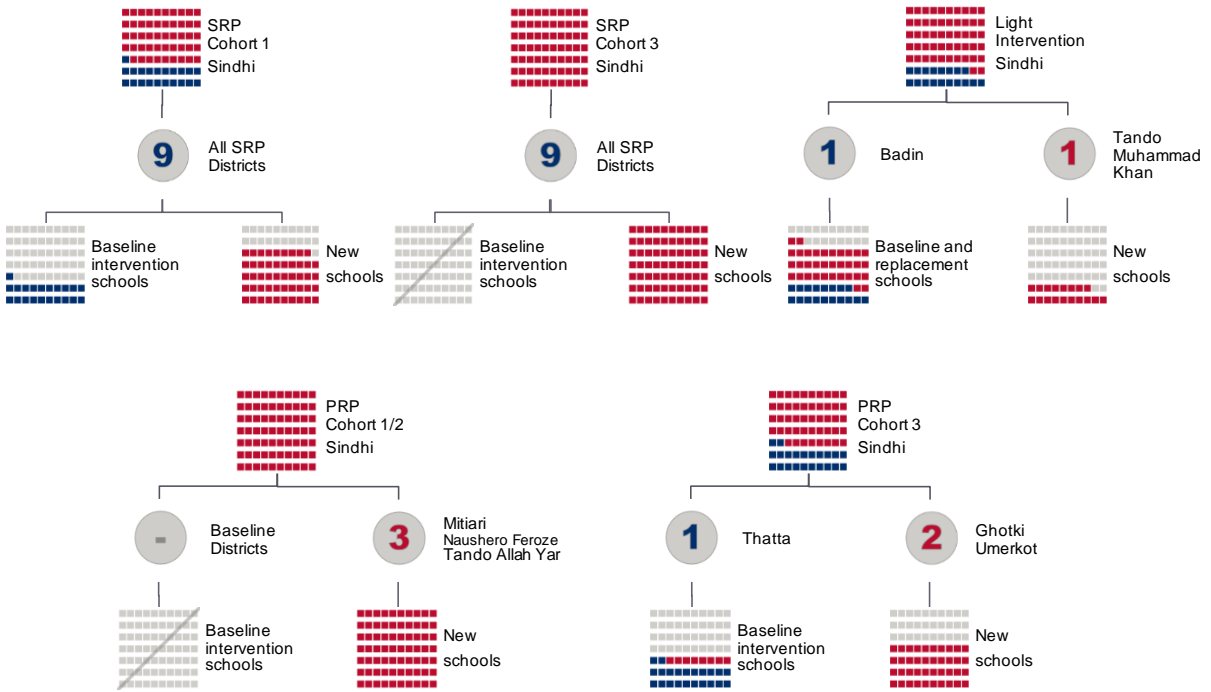 SRP
Cohort 1
Sindhi
9
All SRP
Districts
Baseline
intervention
schools
New
schools
SRP
Cohort 3
Sindhi
9
All SRP
Districts
Baseline
intervention
schools
New
schools
Light
Intervention
Sindhi
1
Badin
1
Tando
Muhammad
Khan
Baseline and
replacement
schools
New
schools
PRP
Cohort 1/2
Sindhi
-
Baseline
Districts
3
Mitiari
Naushero Feroze
Tando Allah Yar
Baseline
intervention
schools
New
schools
PRP
Cohort 3
Sindhi
1
Thatta
2
Ghotki
Umerkot
Baseline
intervention
schools
New
schools